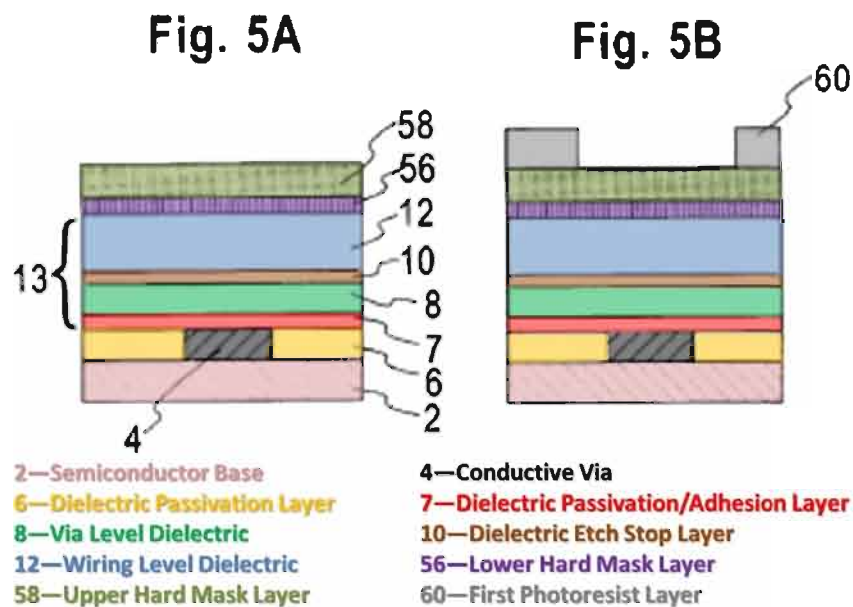 Fig. 5A
Fig. 5B
60
58
56
12
13
10
8
7
6
4
2
2—Semiconductor Base
4—Conductive Via
6—Dielectric Passivation Layer
7—Dielectric Passivation/Adhesion Layer
8—Via Level Dielectric
10—Dielectric Etch Stop Layer
12—Wiring Level Dielectric
56—Lower Hard Mask Layer
58—Upper Hard Mask Layer
60—First Photoresist Layer